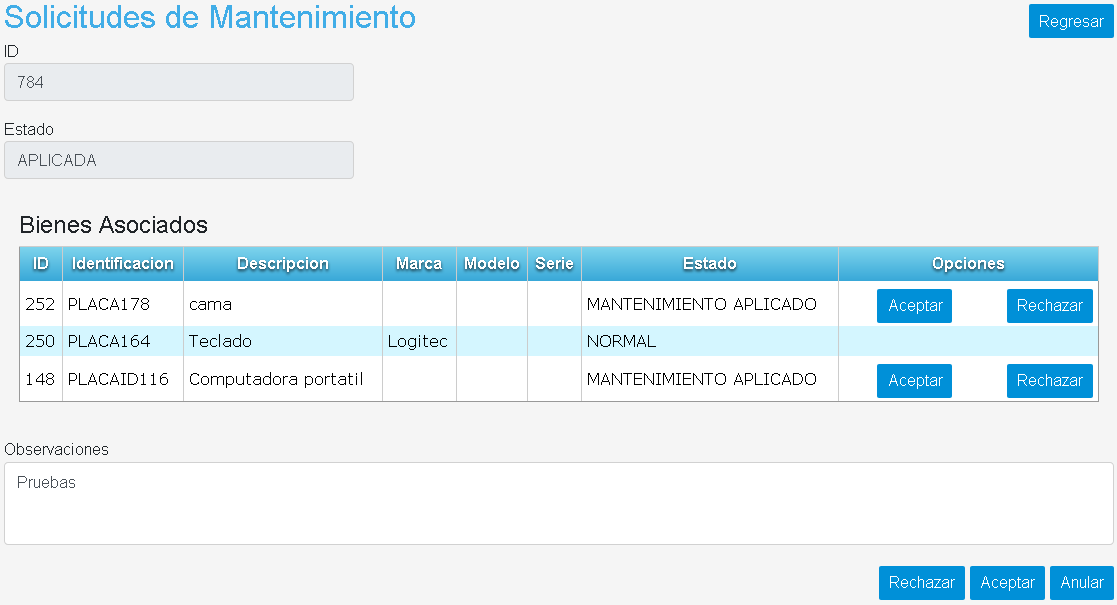 Solicitudes de Mantenimiento
Regresar
ID
784
Estado
APLICADA
Bienes Asociados
ID Identificacion Descripcion Marca Modelo Serie Estado Opciones
252 PLACA178 cama MANTENIMIENTO APLICADO Aceptar Rechazar
250 PLACA164 Teclado Logitec NORMAL
148 PLACAID116 Computadora portatil MANTENIMIENTO APLICADO Aceptar Rechazar
Observaciones
Pruebas
Rechazar Aceptar Anular